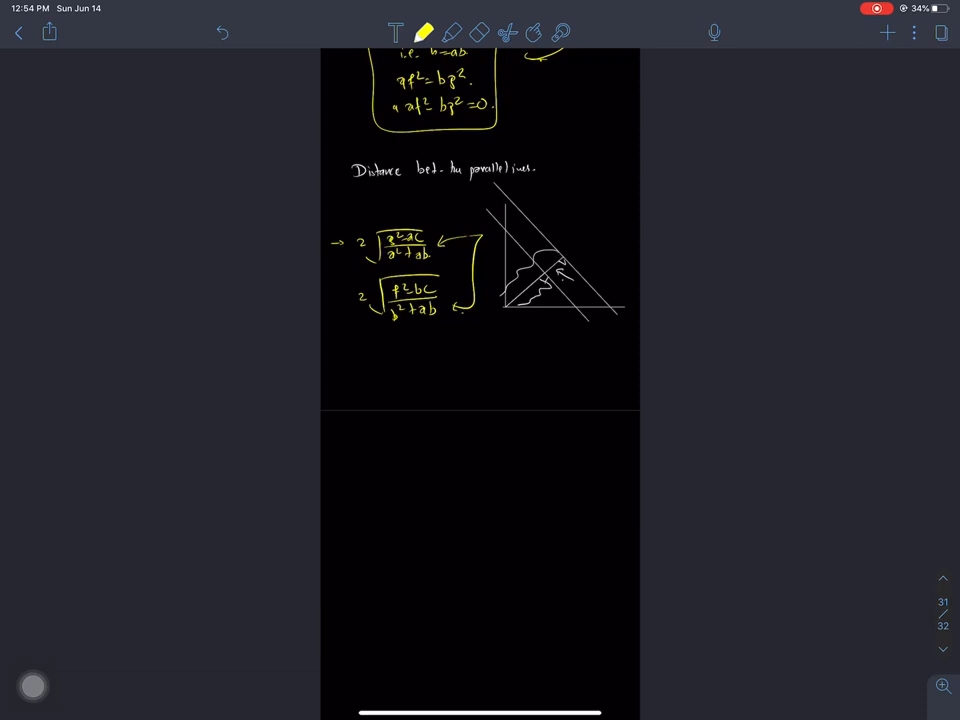 12:54 PM Sun Jun 14
34%
T
i.e. h=ab
af²=bg².
af²-bg²=0.
Distance bet- the parallel lines.
→ 2 √(g²-ac / a²+ab)
2 √(f²-bc / b²+ab)
31
/
32